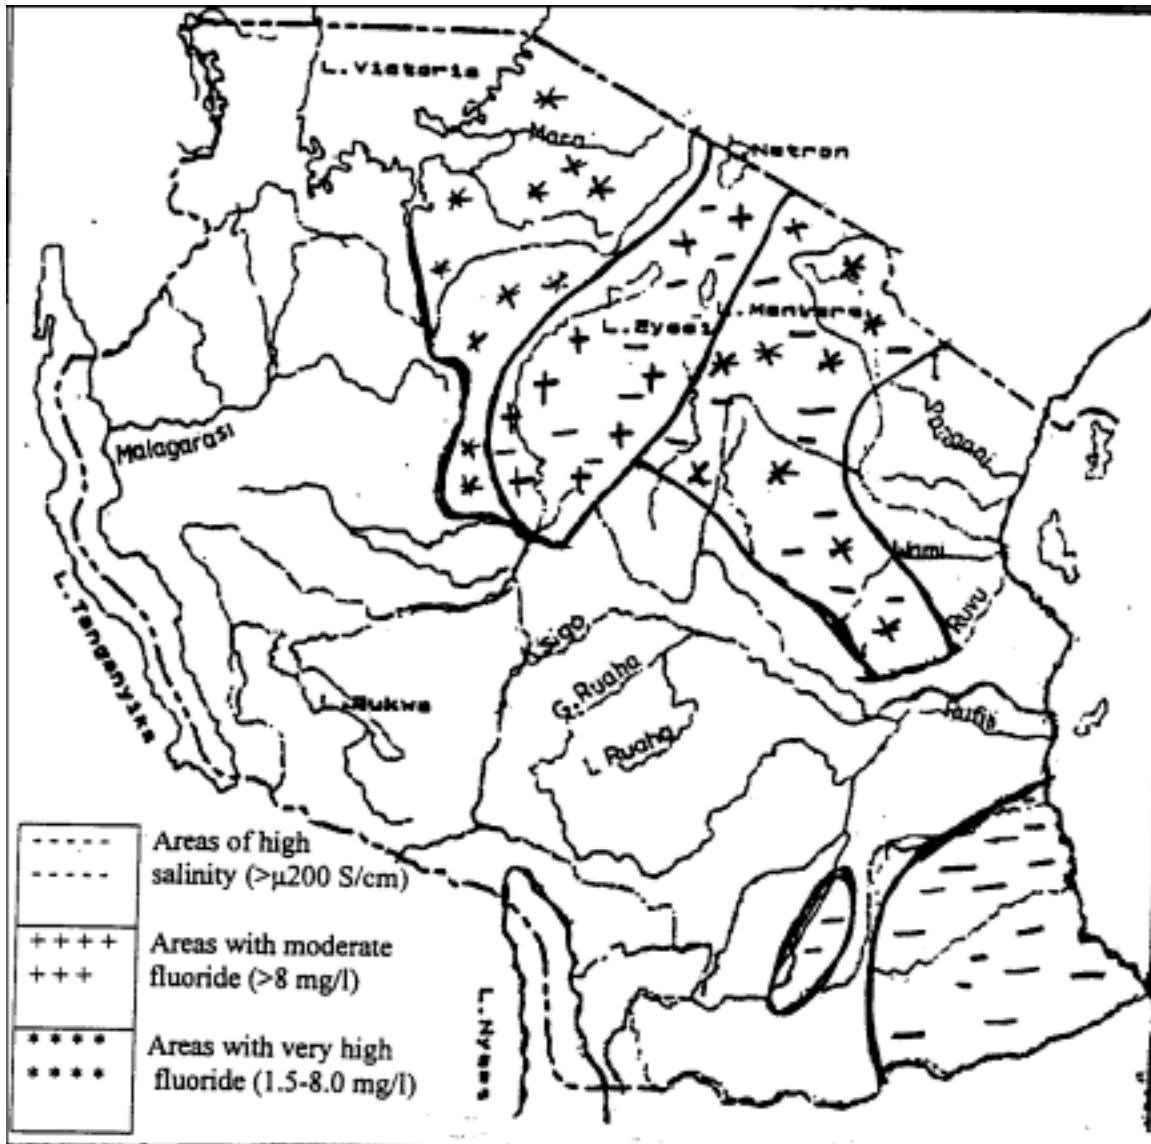 L.Victoria
Mara
Natron
L.Manyara
L.Eyasi
Pangani
Malagarasi
Wami
Ruvu
L.Tanganyika
Kisigo
G.Ruaha
L.Rukwa
L Ruaha
Rufiji
L.Nyasa
Areas of high
salinity (>µ200 S/cm)
++++
+++
Areas with moderate
fluoride (>8 mg/l)
****
****
Areas with very high
fluoride (1.5-8.0 mg/l)